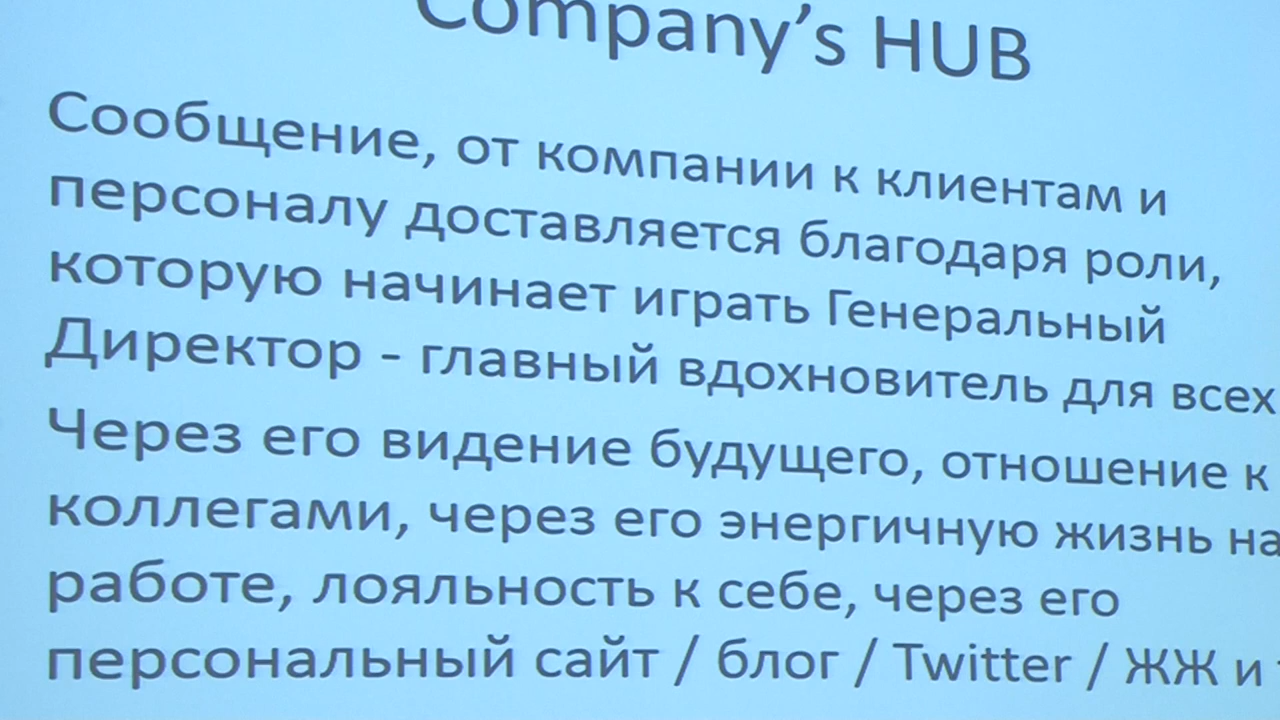 Company’s HUB
Сообщение, от компании к клиентам и
персоналу доставляется благодаря роли,
которую начинает играть Генеральный
Директор - главный вдохновитель для всех
Через его видение будущего, отношение к
коллегами, через его энергичную жизнь на
работе, лояльность к себе, через его
персональный сайт / блог / Twitter / ЖЖ и